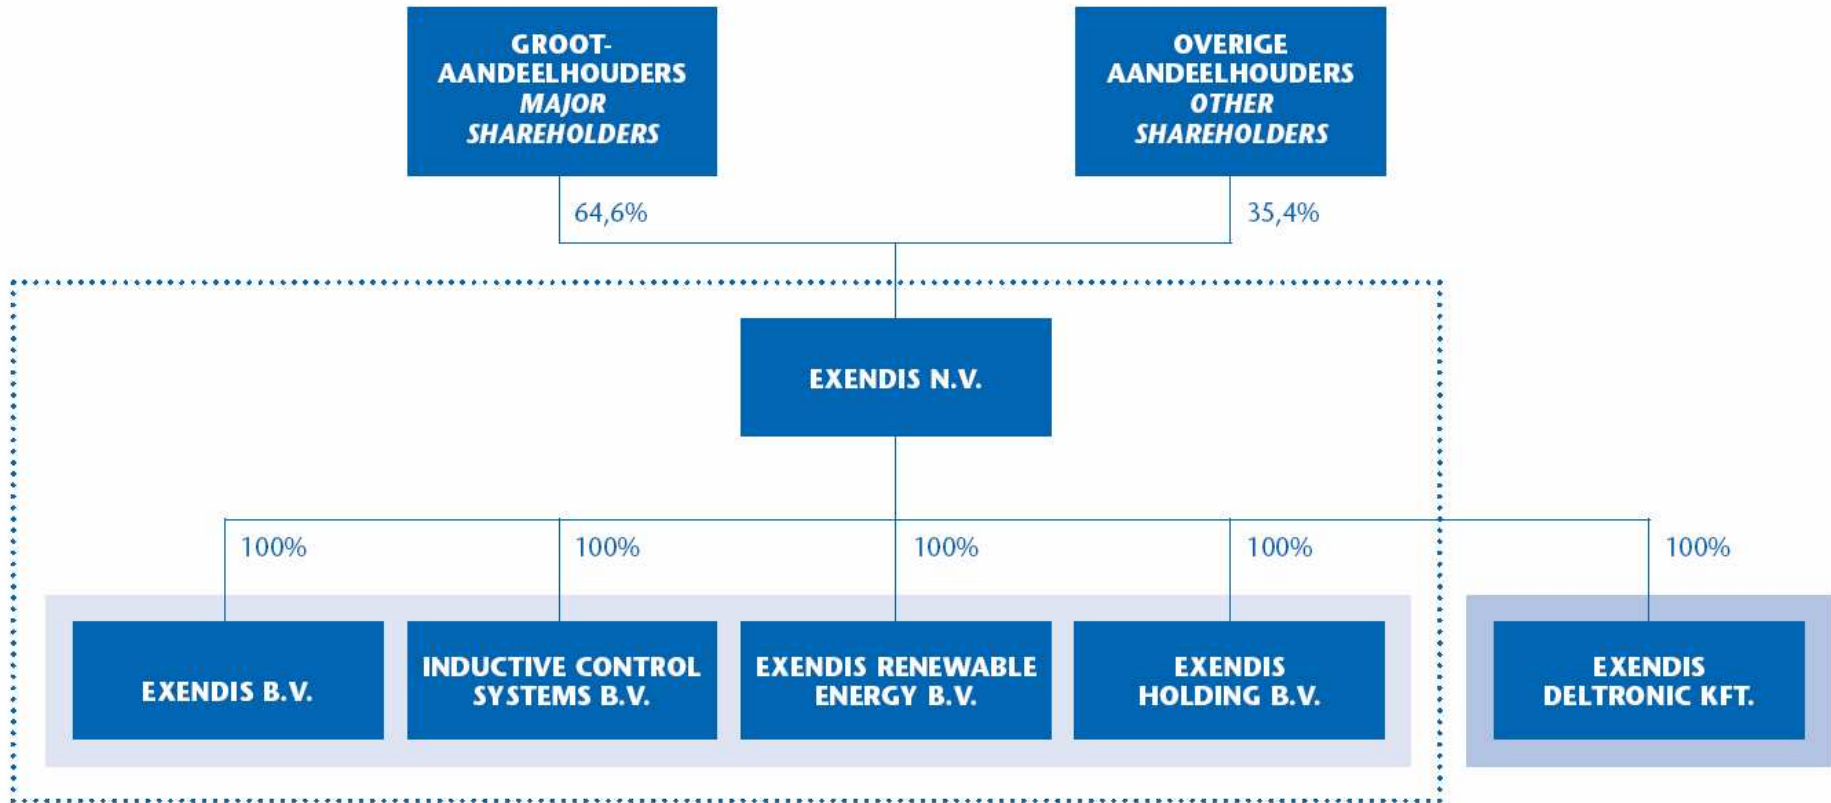 GROOT-
AANDEELHOUDERS
MAJOR
SHAREHOLDERS
OVERIGE
AANDEELHOUDERS
OTHER
SHAREHOLDERS
64,6%
35,4%
EXENDIS N.V.
100%
100%
100%
100%
100%
EXENDIS B.V.
INDUCTIVE CONTROL
SYSTEMS B.V.
EXENDIS RENEWABLE
ENERGY B.V.
EXENDIS
HOLDING B.V.
EXENDIS
DELTRONIC KFT.